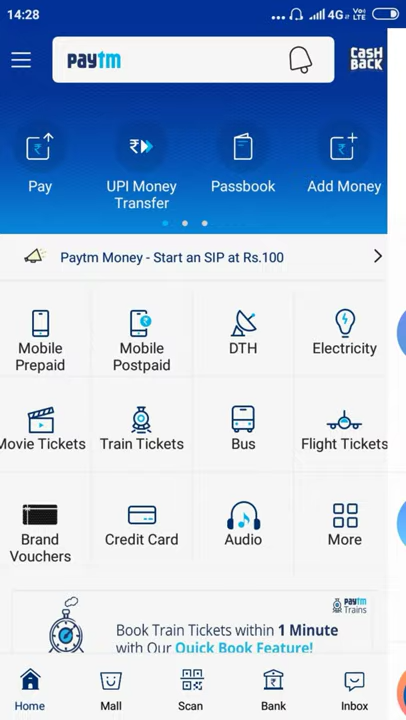 14:28
4G
Vo
LTE
paytm
CASH
BACK
Pay
UPI Money
Transfer
Passbook
Add Money
Paytm Money - Start an SIP at Rs.100
Mobile
Prepaid
Mobile
Postpaid
DTH
Electricity
Movie Tickets
Train Tickets
Bus
Flight Tickets
Brand
Vouchers
Credit Card
Audio
More
paytm
Trains
Book Train Tickets within 1 Minute
with Our Quick Book Feature!
Home
Mall
Scan
Bank
Inbox